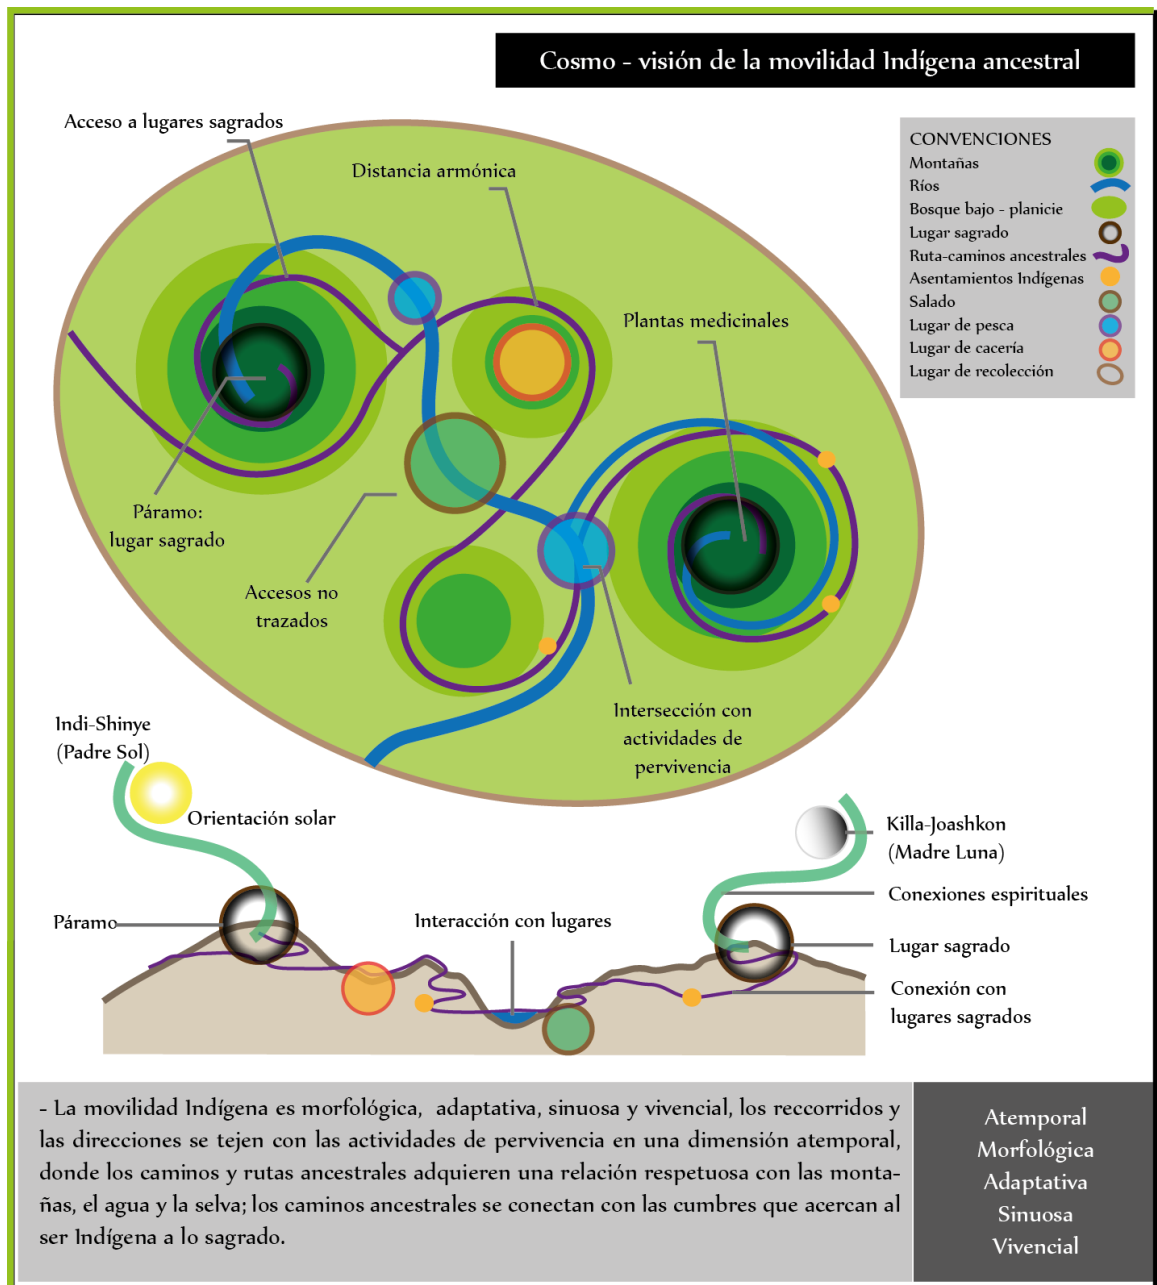 Cosmo - visión de la movilidad Indígena ancestral
Acceso a lugares sagrados
Distancia armónica
Plantas medicinales
Páramo:
lugar sagrado
Accesos no
trazados
Intersección con
actividades de
pervivencia
CONVENCIONES
Montañas
Ríos
Bosque bajo - planicie
Lugar sagrado
Ruta-caminos ancestrales
Asentamientos Indígenas
Salado
Lugar de pesca
Lugar de cacería
Lugar de recolección
Indi-Shinye
(Padre Sol)
Orientación solar
Páramo
Interacción con lugares
Killa-Joashkon
(Madre Luna)
Conexiones espirituales
Lugar sagrado
Conexión con
lugares sagrados
- La movilidad Indígena es morfológica, adaptativa, sinuosa y vivencial, los reccorridos y
las direcciones se tejen con las actividades de pervivencia en una dimensión atemporal,
donde los caminos y rutas ancestrales adquieren una relación respetuosa con las monta-
ñas, el agua y la selva; los caminos ancestrales se conectan con las cumbres que acercan al
ser Indígena a lo sagrado.
Atemporal
Morfológica
Adaptativa
Sinuosa
Vivencial